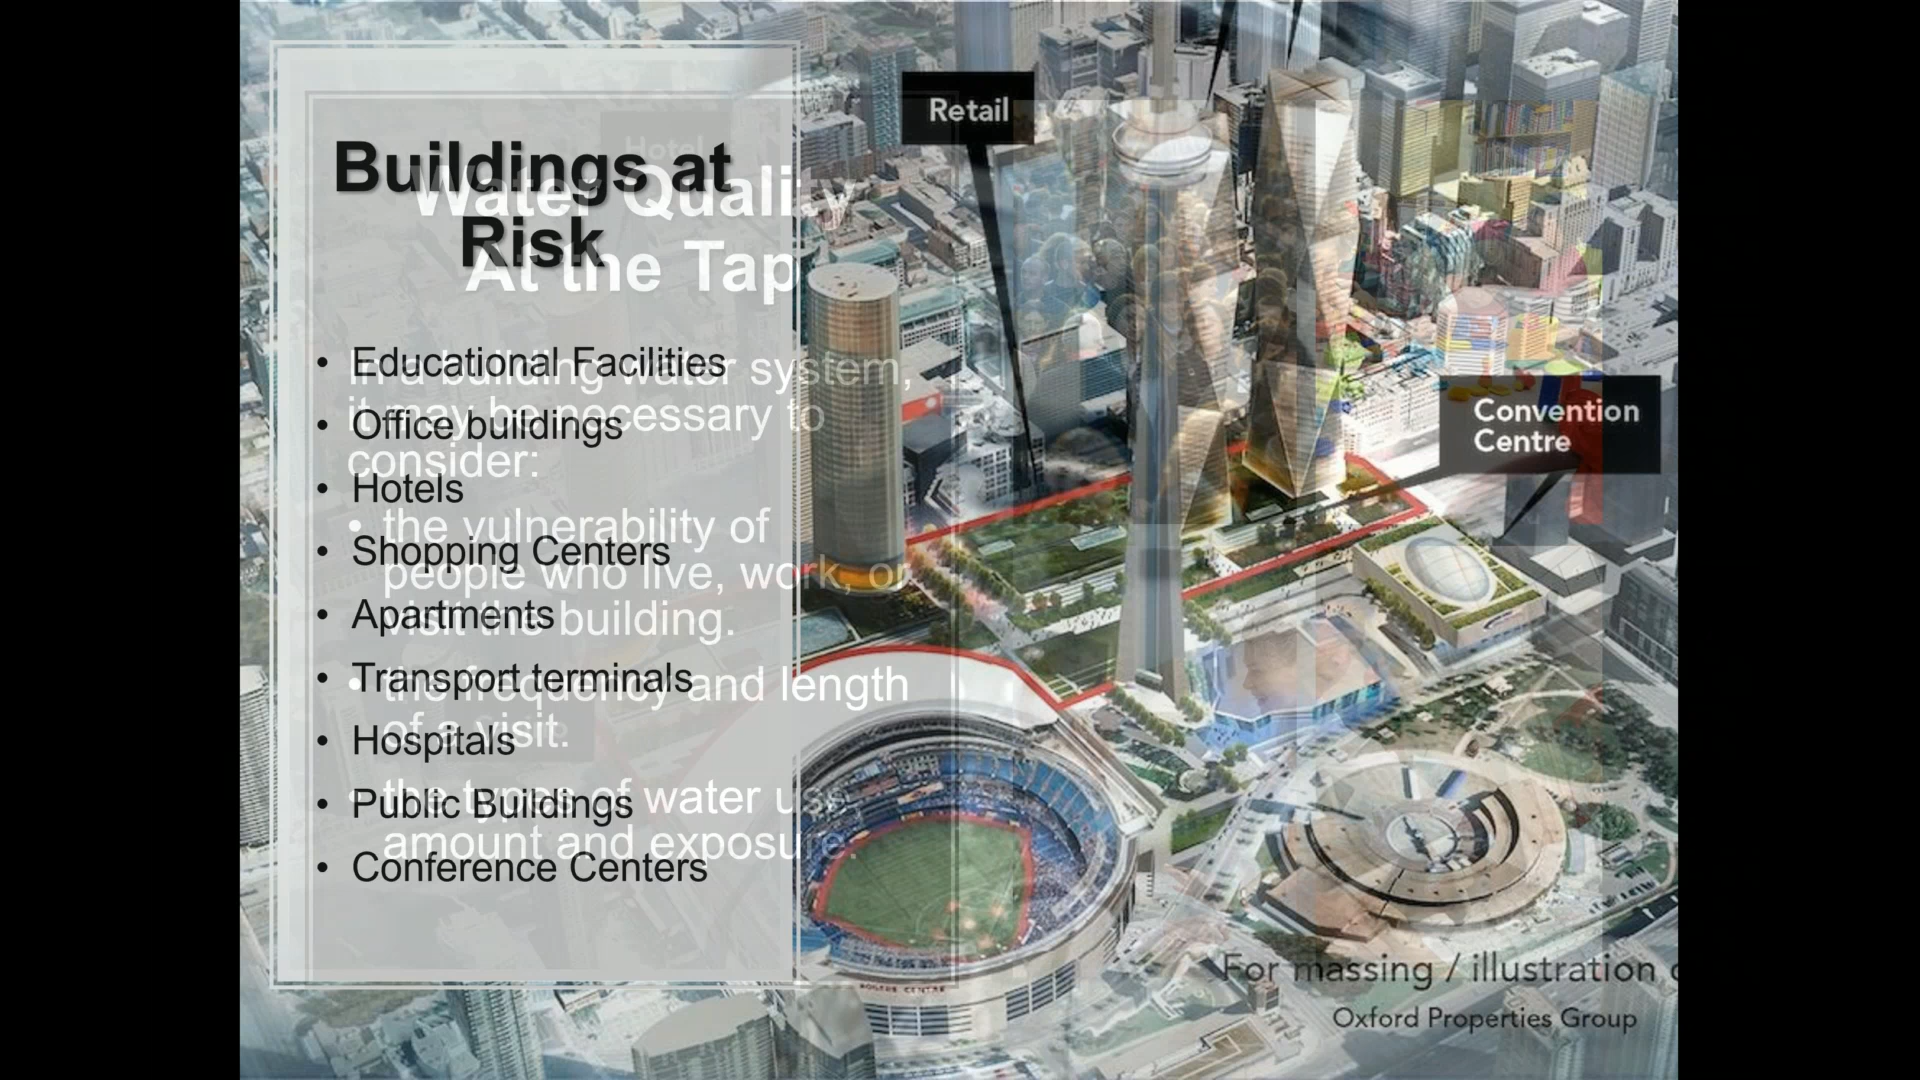 Buildings at
Risk
• Educational Facilities
• Office buildings
• Hotels
• Shopping Centers
• Apartments
• Transport terminals
• Hospitals
• Public Buildings
• Conference Centers
Water Quality
At the Tap
In a building water system,
it may be necessary to
consider:
• the vulnerability of
people who live, work, or
visit the building.
• the frequency and length
of a visit.
• the types of water use,
amount and exposure.
Hotel
Retail
Convention
Centre
ROGERS CENTRE
For massing / illustration
Oxford Properties Group